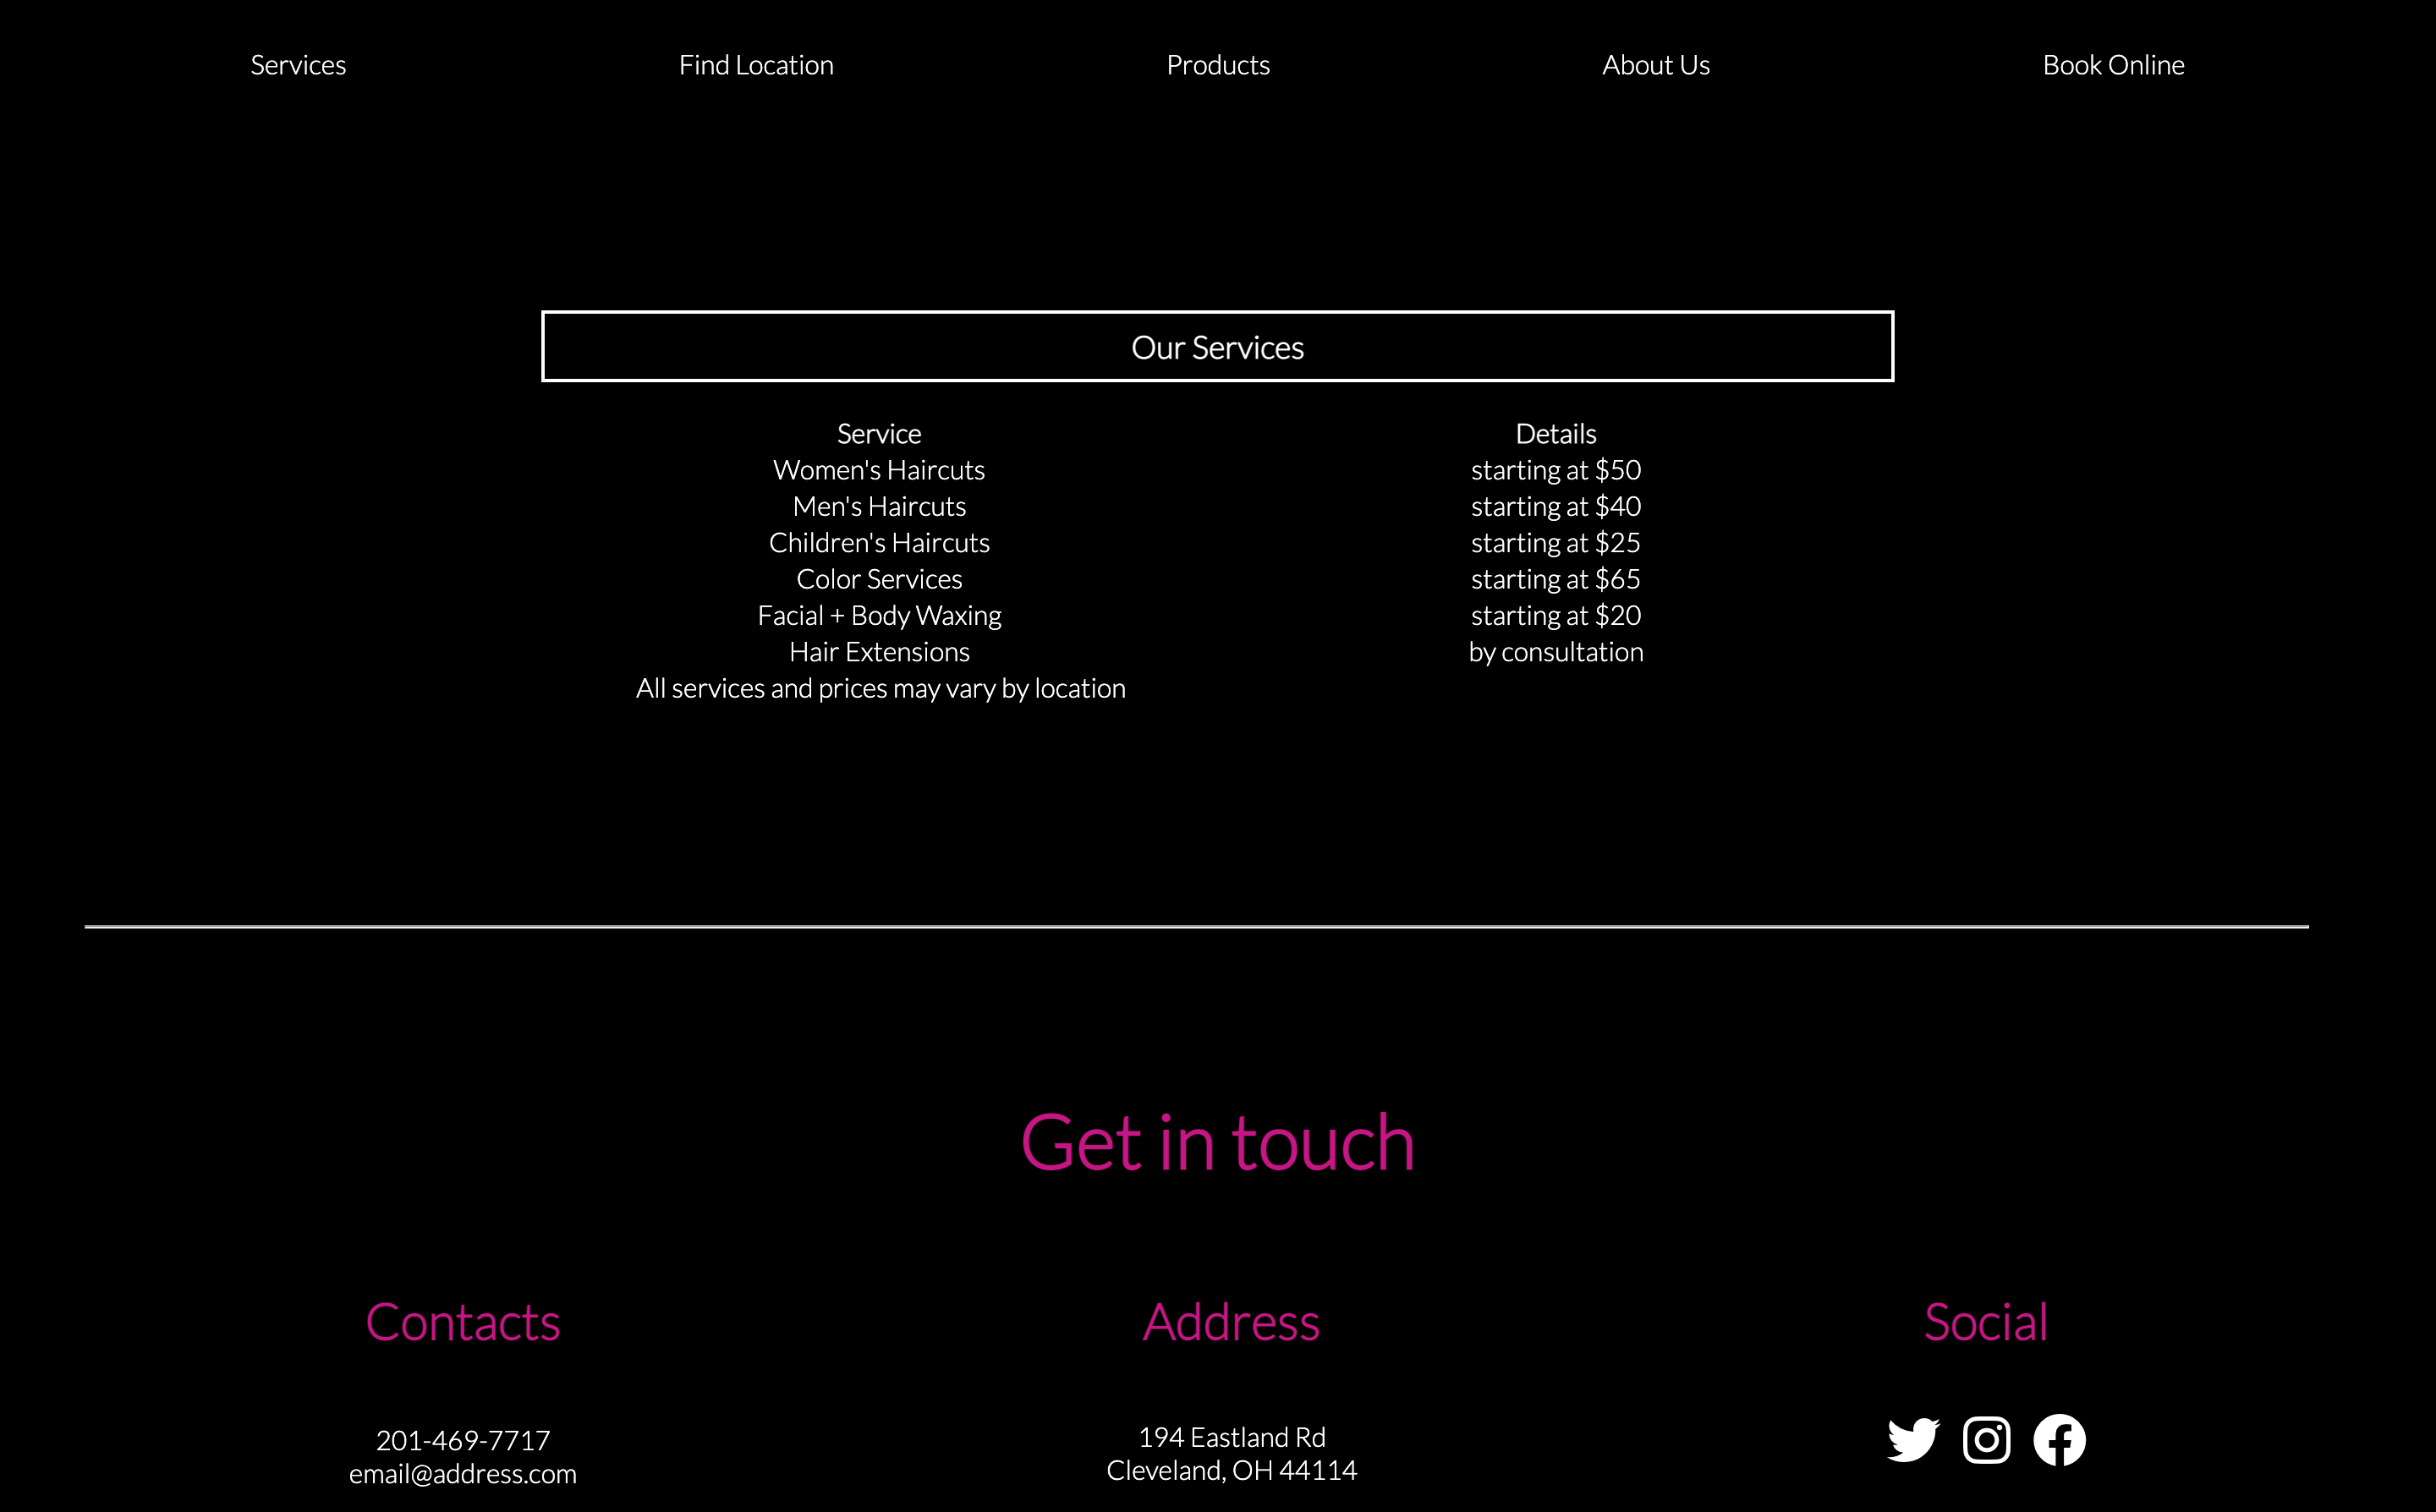 Services Find Location Products About Us Book Online
Our Services
Service Details
Women's Haircuts starting at $50
Men's Haircuts starting at $40
Children's Haircuts starting at $25
Color Services starting at $65
Facial + Body Waxing starting at $20
Hair Extensions by consultation
All services and prices may vary by location
Get in touch
Contacts
201-469-7717
email@address.com
Address
194 Eastland Rd
Cleveland, OH 44114
Social